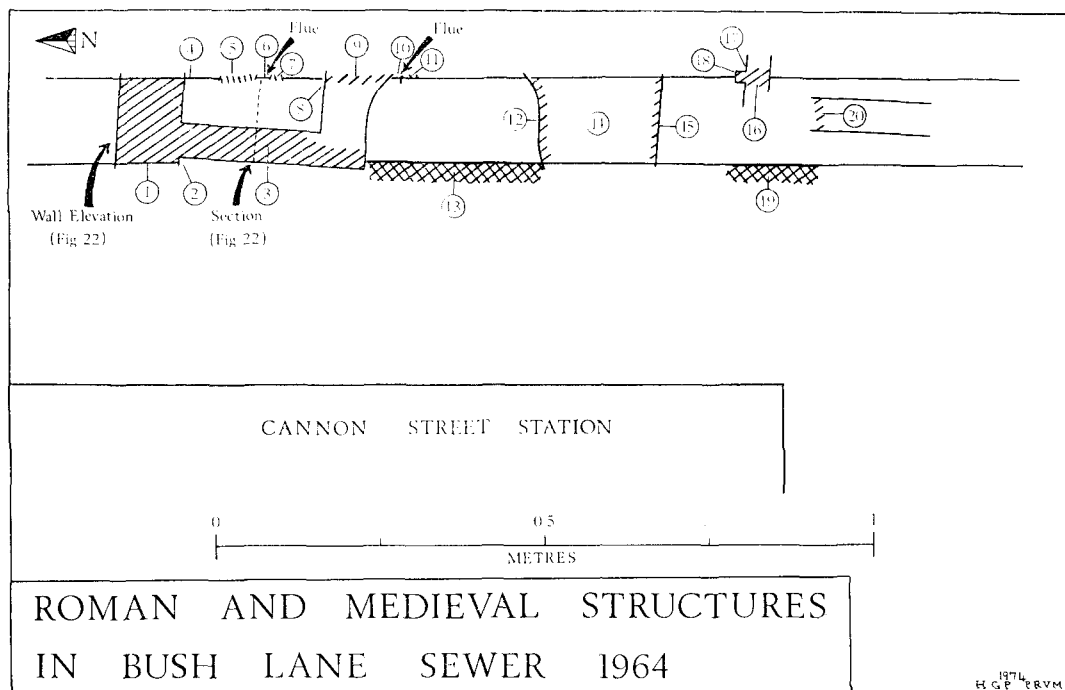 N
Flue
Flue
4
5
6
7
9
10
11
17
18
8
12
14
15
16
20
1
2
3
13
19
Wall Elevation
(Fig 22)
Section
(Fig 22)
CANNON STREET STATION
0
0.5
1
METRES
ROMAN AND MEDIEVAL STRUCTURES
IN BUSH LANE SEWER 1964
1974
H G P PRVM